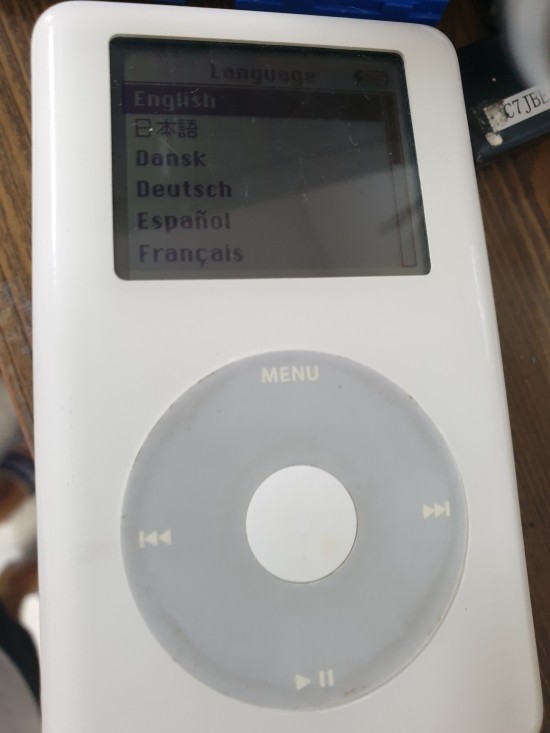 Language
English
日本語
Dansk
Deutsch
Español
Français
MENU